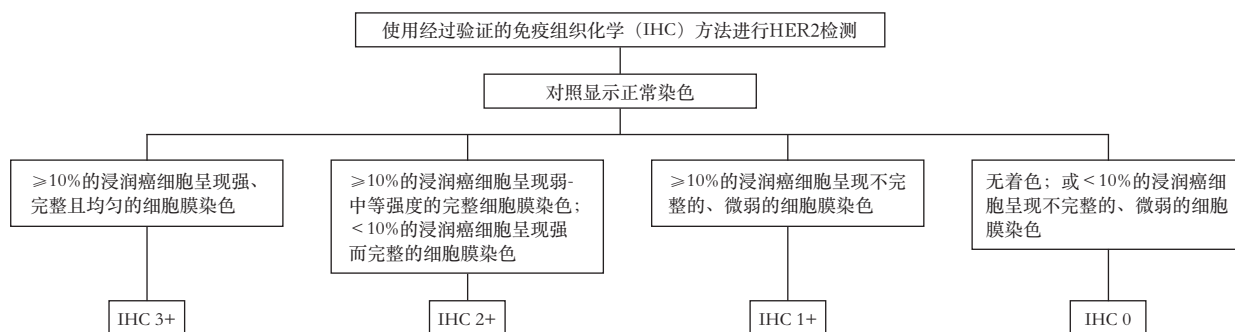 使用经过验证的免疫组织化学（IHC）方法进行HER2检测
对照显示正常染色
≥10%的浸润癌细胞呈现强、
完整且均匀的细胞膜染色
≥10%的浸润癌细胞呈现弱-
中等强度的完整细胞膜染色；
＜10%的浸润癌细胞呈现强
而完整的细胞膜染色
≥10%的浸润癌细胞呈现不完
整的、微弱的细胞膜染色
无着色；或＜10%的浸润癌细
胞呈现不完整的、微弱的细胞
膜染色
IHC 3+
IHC 2+
IHC 1+
IHC 0